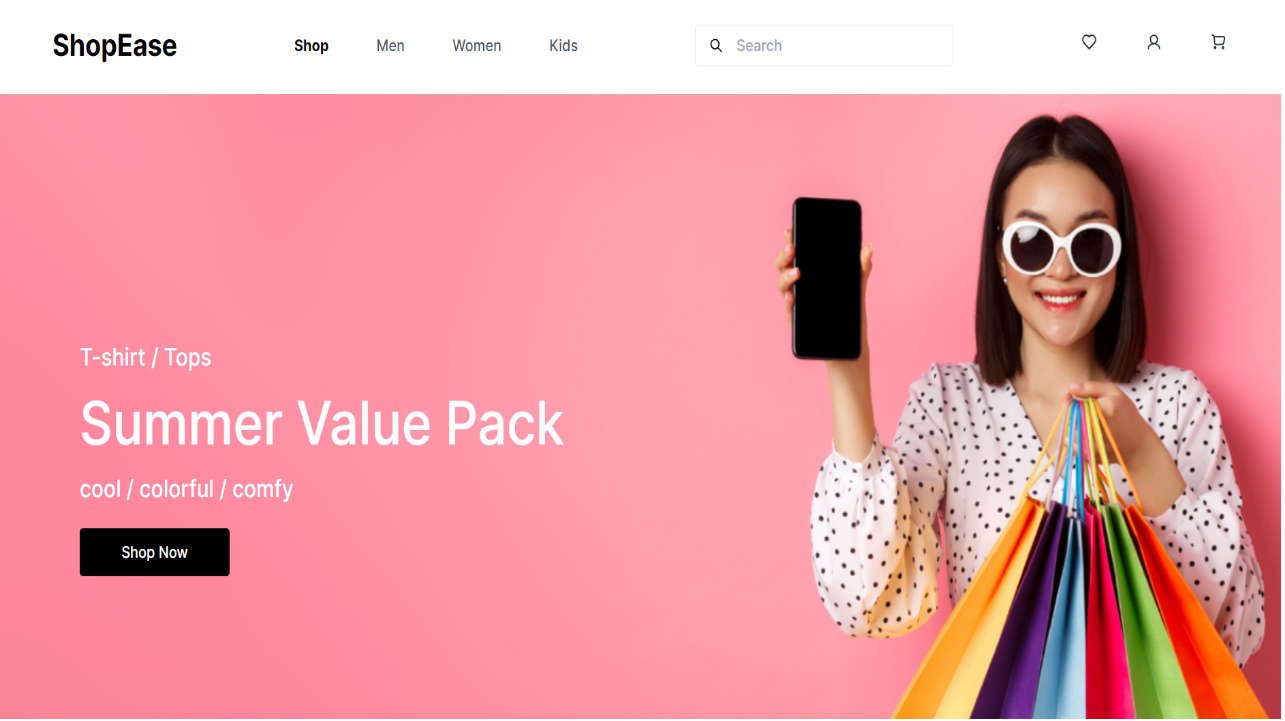 ShopEase
Shop
Men
Women
Kids
Search
T-shirt / Tops
Summer Value Pack
cool / colorful / comfy
Shop Now